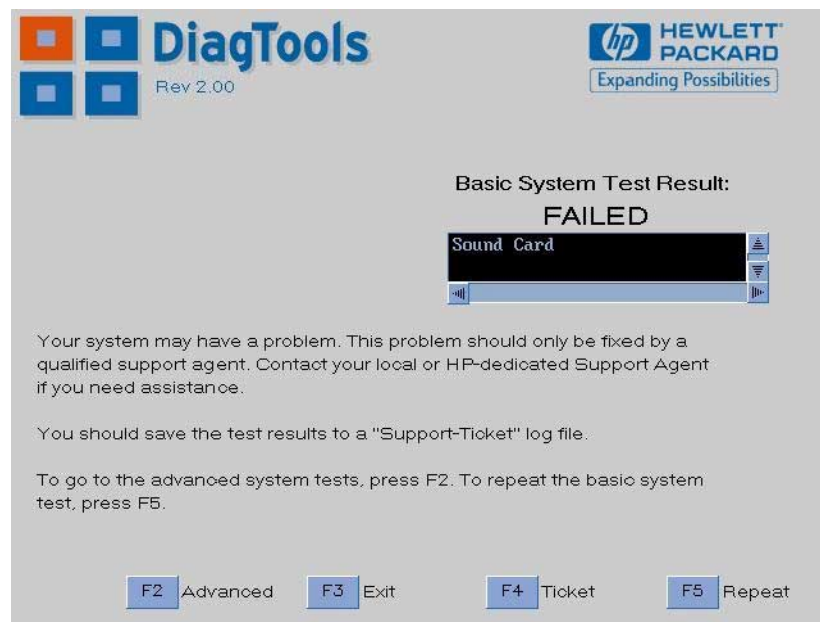 DiagTools
Rev 2.00
hp HEWLETT
PACKARD
Expanding Possibilities
Basic System Test Result:
FAILED
Sound Card
Your system may have a problem. This problem should only be fixed by a
qualified support agent. Contact your local or HP-dedicated Support Agent
if you need assistance.
You should save the test results to a "Support-Ticket" log file.
To go to the advanced system tests, press F2. To repeat the basic system
test, press F5.
F2 Advanced F3 Exit F4 Ticket F5 Repeat